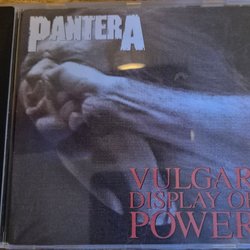 PANTERA
VULGAR
DISPLAY OF
POWER